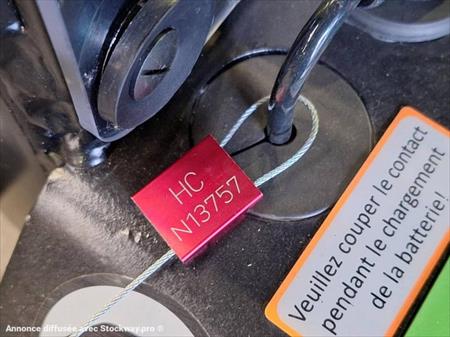 HC
N13757
Veuillez couper le contact
pendant le chargement
de la batterie!
Annonce diffusée avec Stockway.pro ®